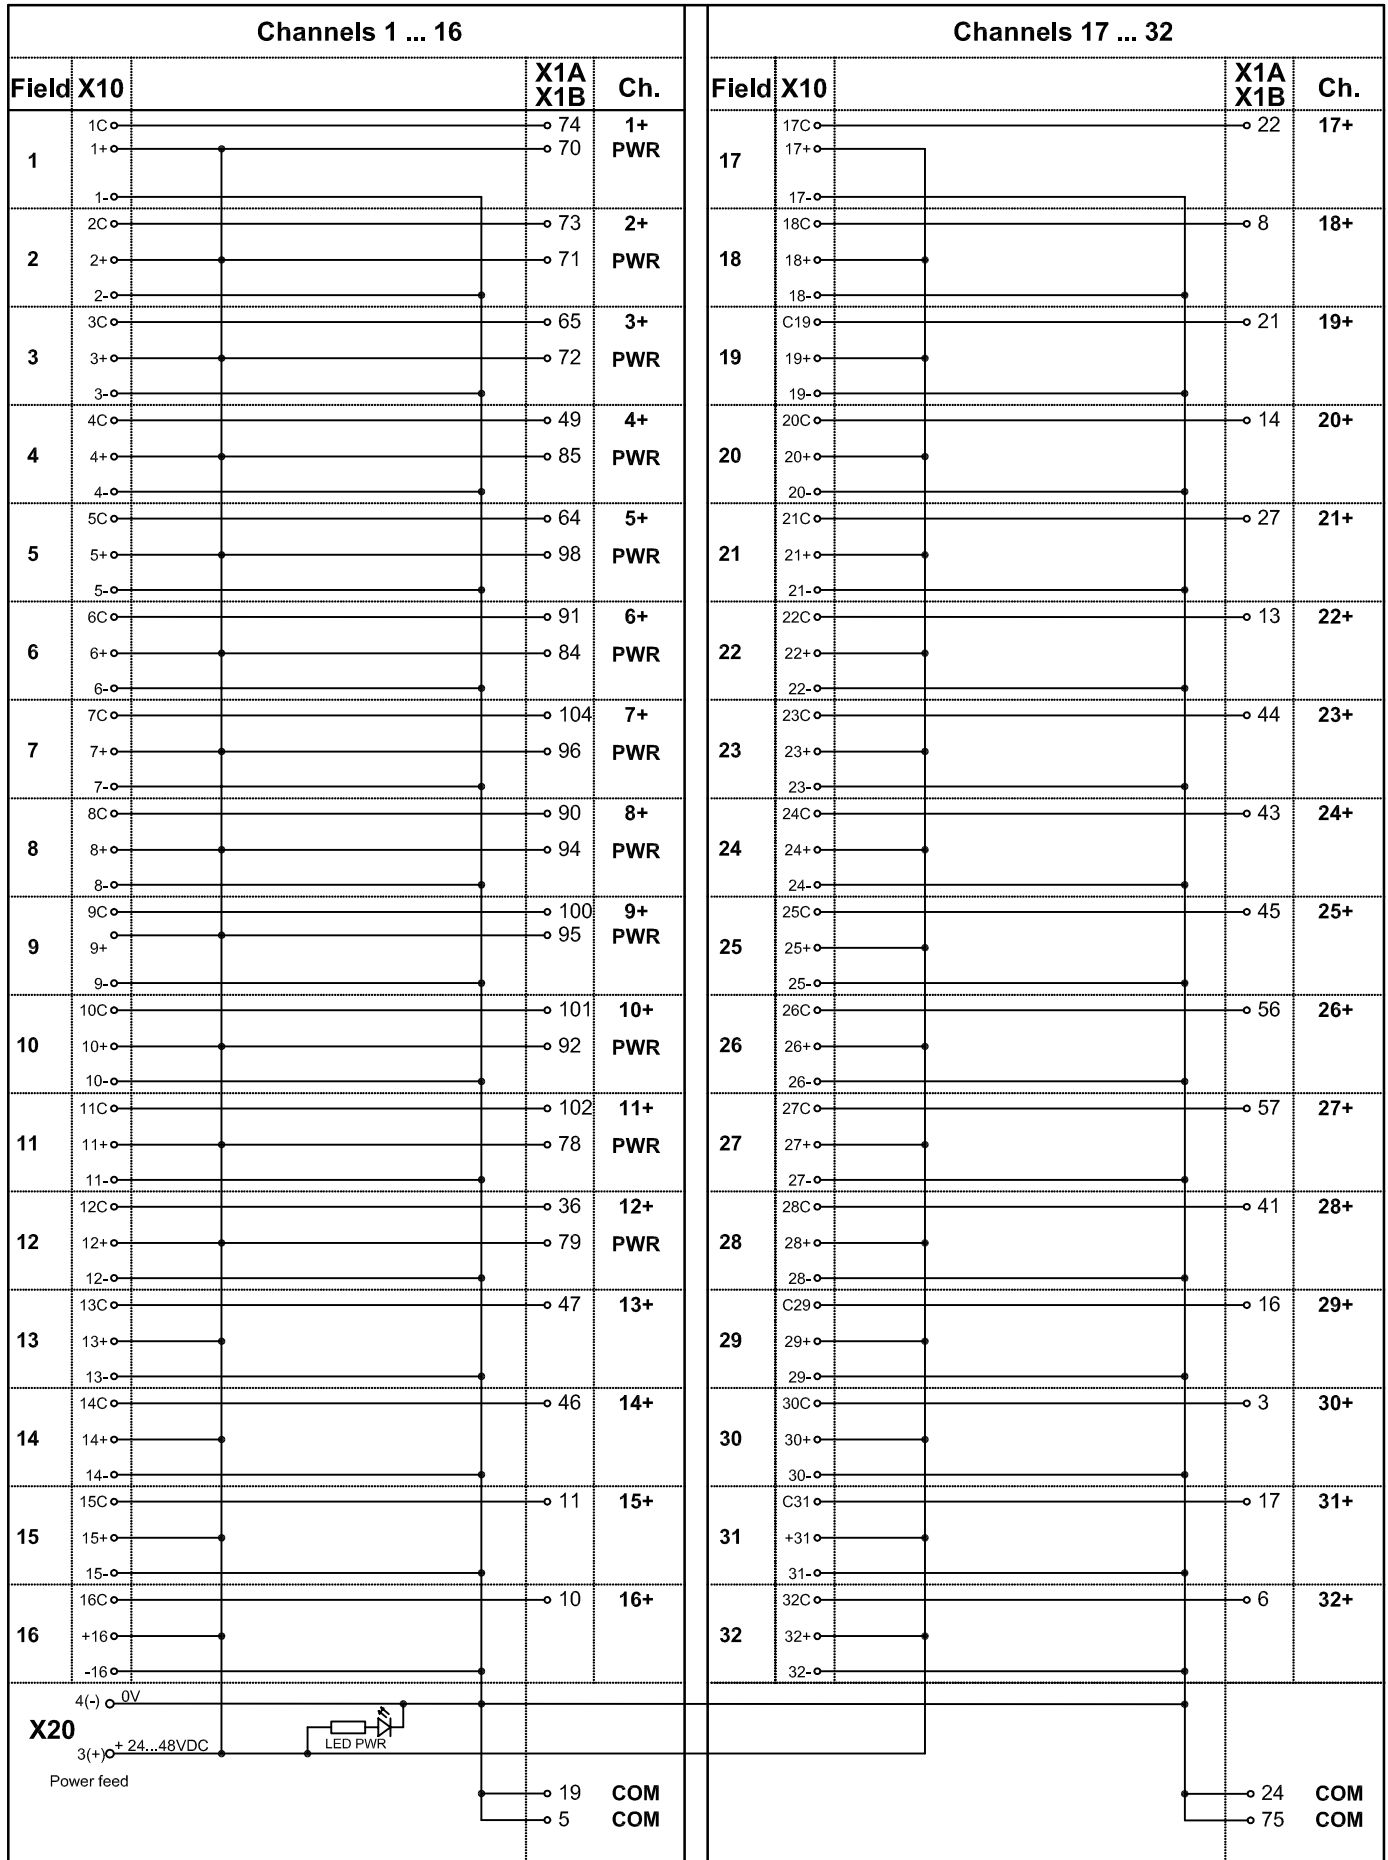 Channels 1 ... 16
Field X10 X1A X1B Ch.
1C 74 1+
1 1+ 70 PWR
1-
2C 73 2+
2 2+ 71 PWR
2-
3C 65 3+
3 3+ 72 PWR
3-
4C 49 4+
4 4+ 85 PWR
4-
5C 64 5+
5 5+ 98 PWR
5-
6C 91 6+
6 6+ 84 PWR
6-
7C 104 7+
7 7+ 96 PWR
7-
8C 90 8+
8 8+ 94 PWR
8-
9C 100 9+
9 9+ 95 PWR
9-
10C 101 10+
10 10+ 92 PWR
10-
11C 102 11+
11 11+ 78 PWR
11-
12C 36 12+
12 12+ 79 PWR
12-
13C 47 13+
13 13+
13-
14C 46 14+
14 14+
14-
15C 11 15+
15 15+
15-
16C 10 16+
16 +16
-16
4(-) 0V
X20
LED PWR
3(+) + 24...48VDC
Power feed
19 COM
5 COM
Channels 17 ... 32
Field X10 X1A X1B Ch.
17C 22 17+
17 17+
17-
18C 8 18+
18 18+
18-
C19 21 19+
19 19+
19-
20C 14 20+
20 20+
20-
21C 27 21+
21 21+
21-
22C 13 22+
22 22+
22-
23C 44 23+
23 23+
23-
24C 43 24+
24 24+
24-
25C 45 25+
25 25+
25-
26C 56 26+
26 26+
26-
27C 57 27+
27 27+
27-
28C 41 28+
28 28+
28-
C29 16 29+
29 29+
29-
30C 3 30+
30 30+
30-
C31 17 31+
31 +31
31-
32C 6 32+
32 32+
32-
24 COM
75 COM